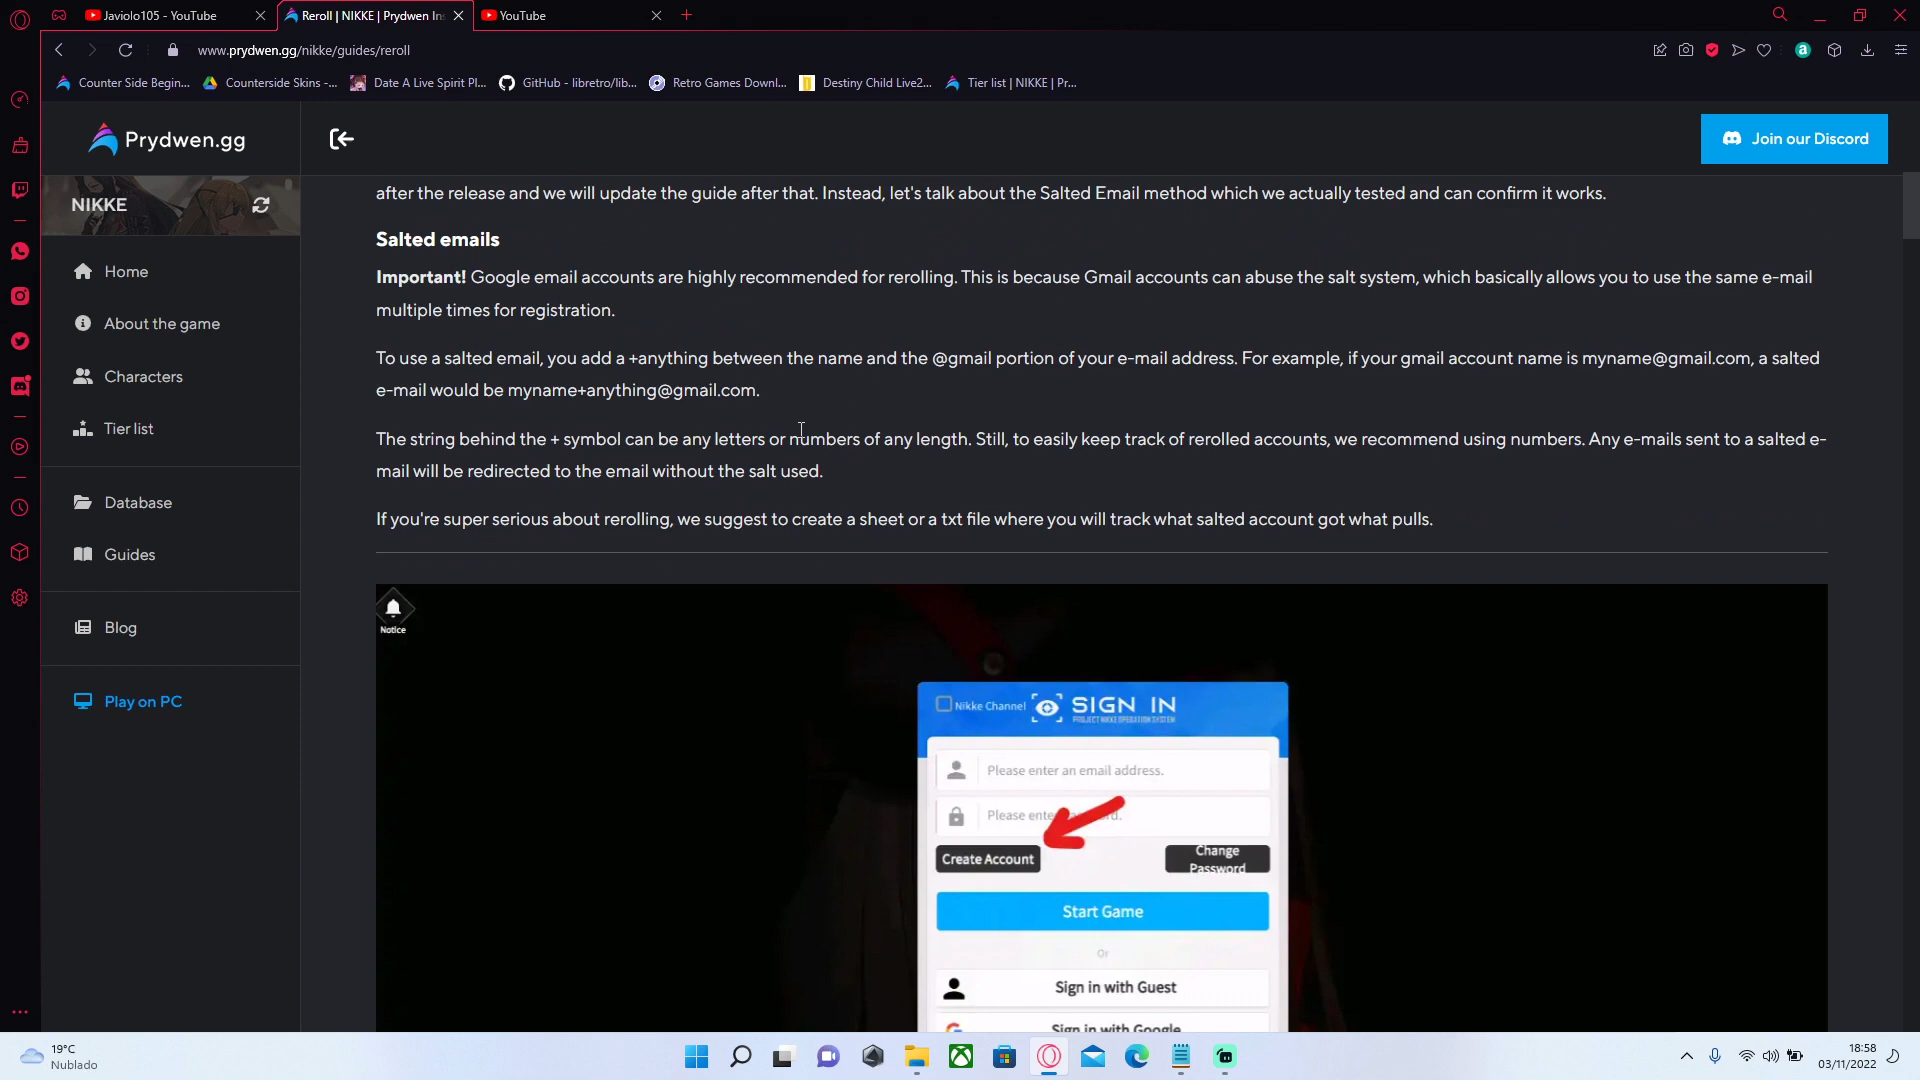 Javiolo105 - YouTube
Reroll | NIKKE | Prydwen In
YouTube
www.prydwen.gg/nikke/guides/reroll
Counter Side Begin...
Counterside Skins -...
Date A Live Spirit Pl...
GitHub - libretro/lib...
Retro Games Downl...
Destiny Child Live2...
Tier list | NIKKE | Pr...
Prydwen.gg
Join our Discord
NIKKE
Home
About the game
Characters
Tier list
Database
Guides
Blog
Play on PC
after the release and we will update the guide after that. Instead, let's talk about the Salted Email method which we actually tested and can confirm it works.
Salted emails
Important! Google email accounts are highly recommended for rerolling. This is because Gmail accounts can abuse the salt system, which basically allows you to use the same e-mail
multiple times for registration.
To use a salted email, you add a +anything between the name and the @gmail portion of your e-mail address. For example, if your gmail account name is myname@gmail.com, a salted
e-mail would be myname+anything@gmail.com.
The string behind the + symbol can be any letters or numbers of any length. Still, to easily keep track of rerolled accounts, we recommend using numbers. Any e-mails sent to a salted e-
mail will be redirected to the email without the salt used.
If you're super serious about rerolling, we suggest to create a sheet or a txt file where you will track what salted account got what pulls.
Notice
Nikke Channel
SIGN IN
Please enter an email address.
Please ente
Create Account
Change
Password
Start Game
Or
Sign in with Guest
Sign in with Google
19°C
Nublado
18:58
03/11/2022